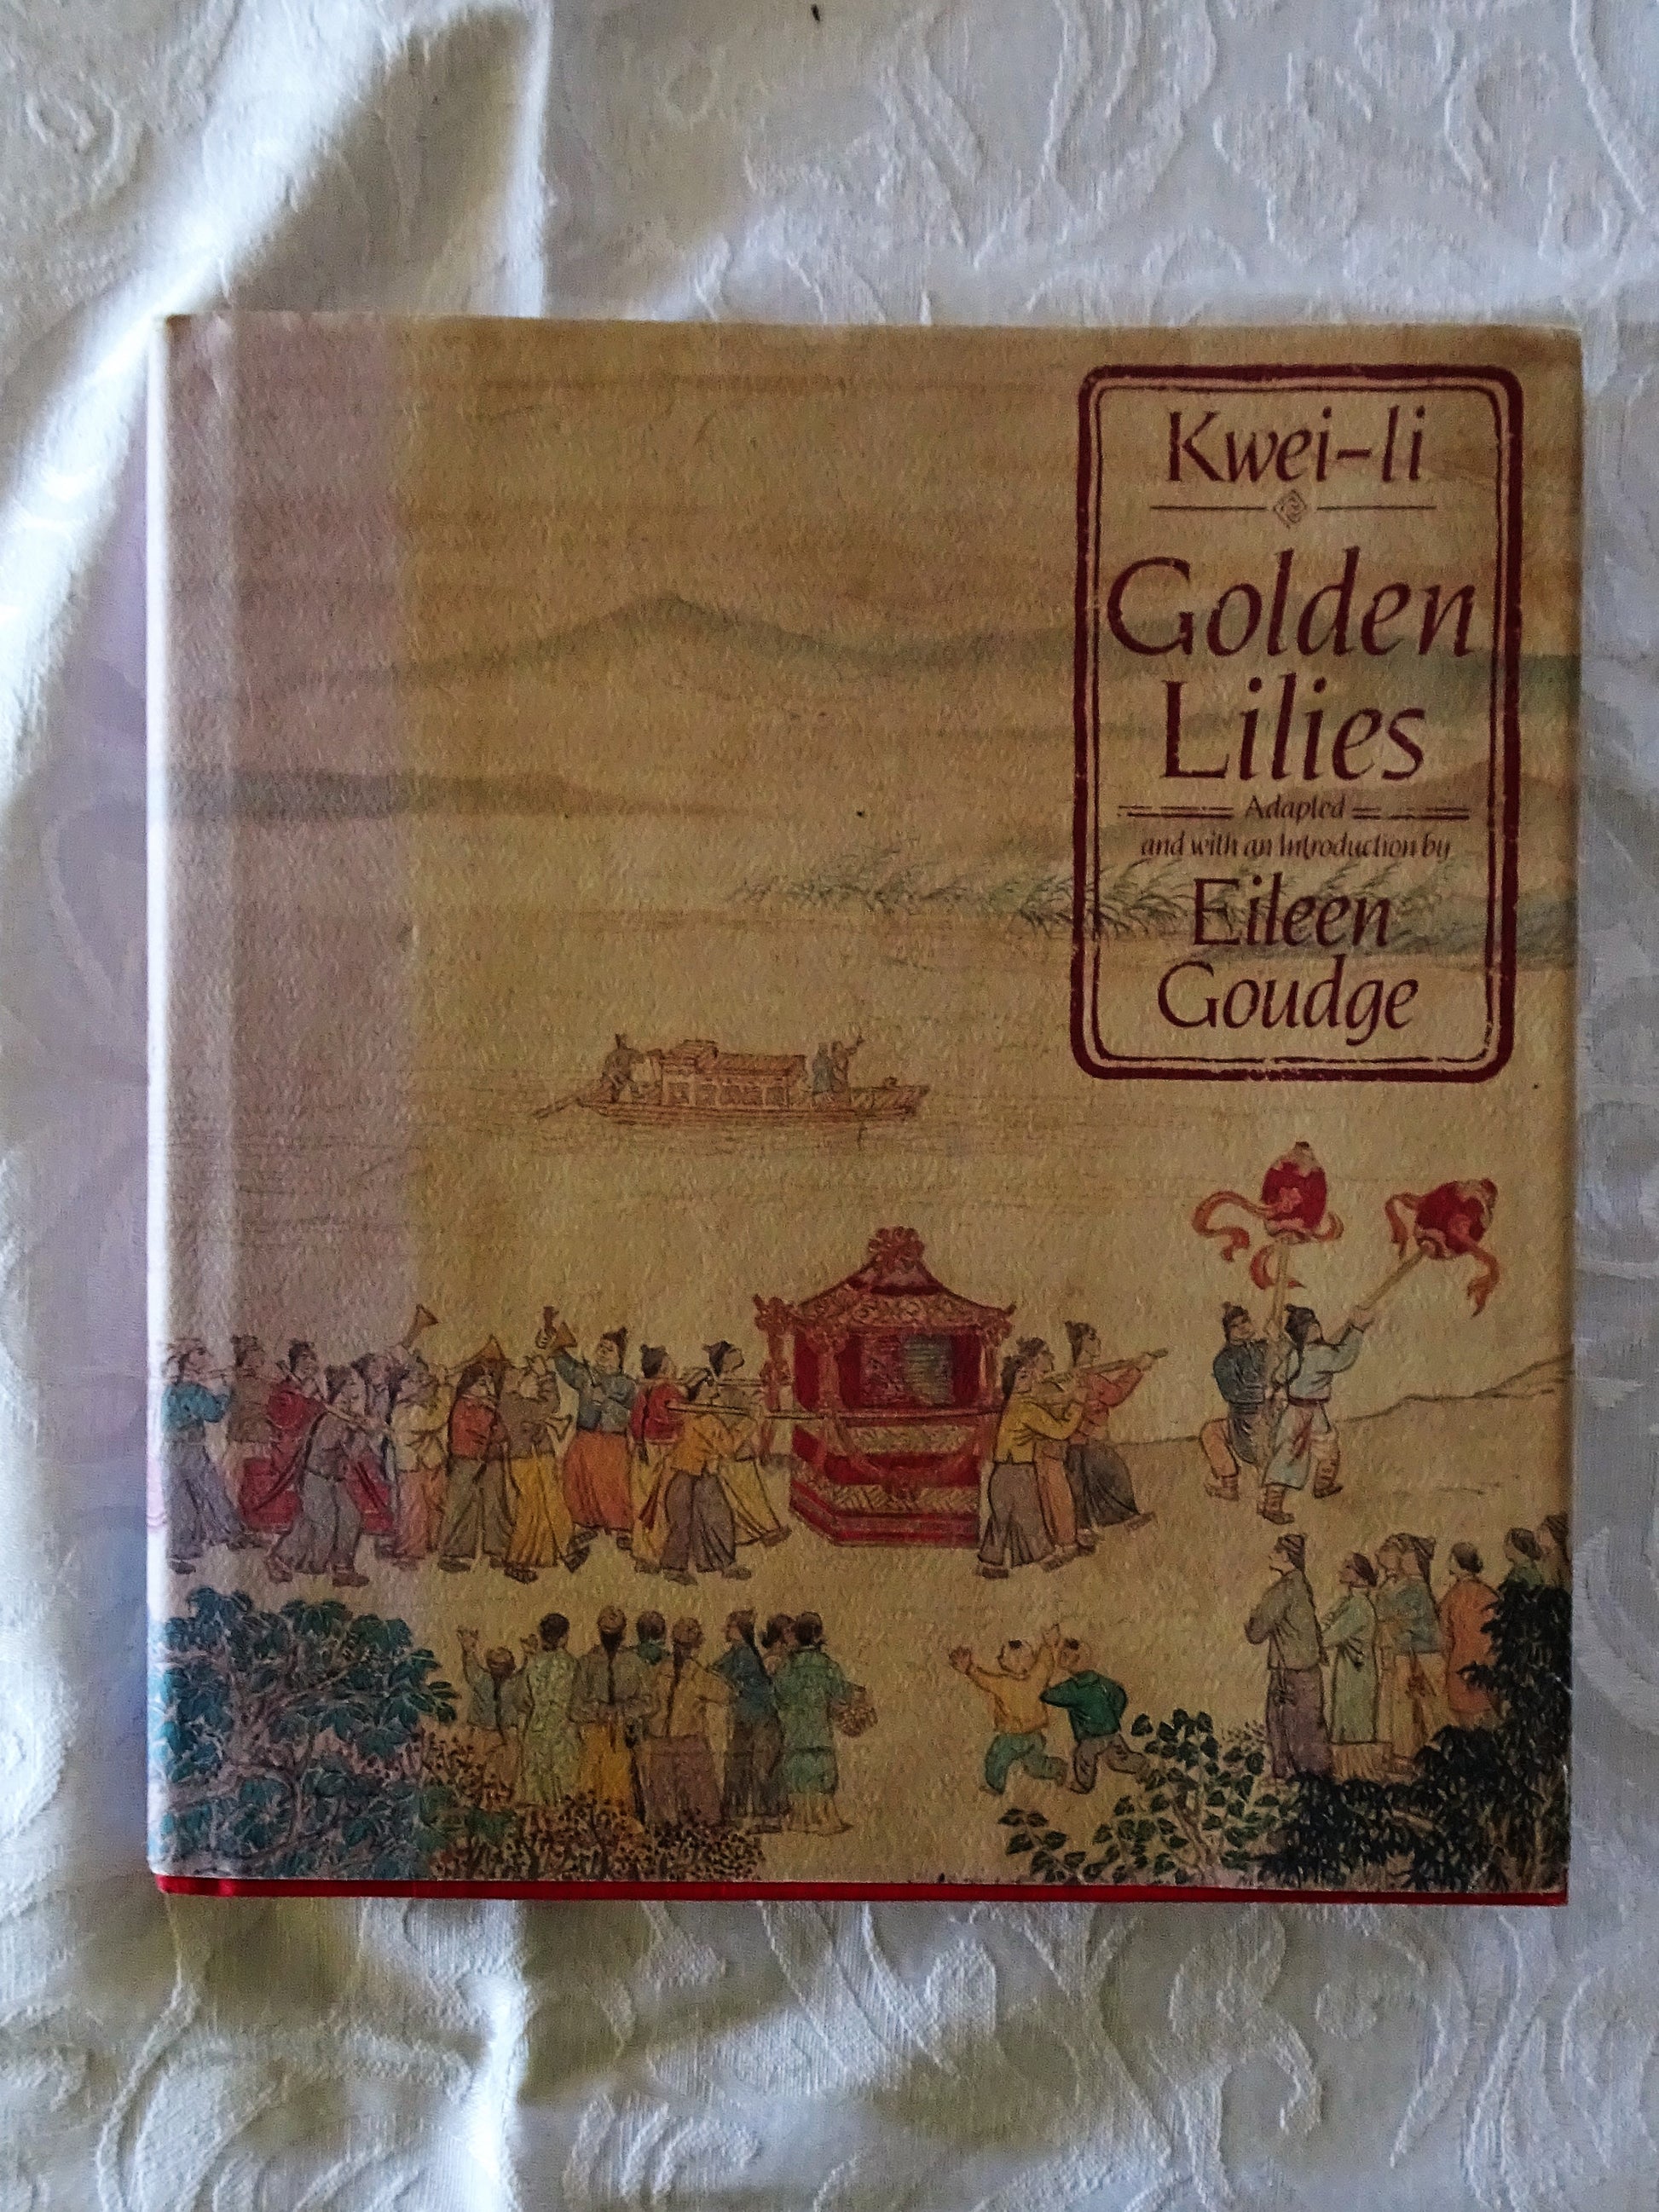 Kwei-li
Golden
Lilies
Adapted
and with an Introduction by
Eileen
Goudge